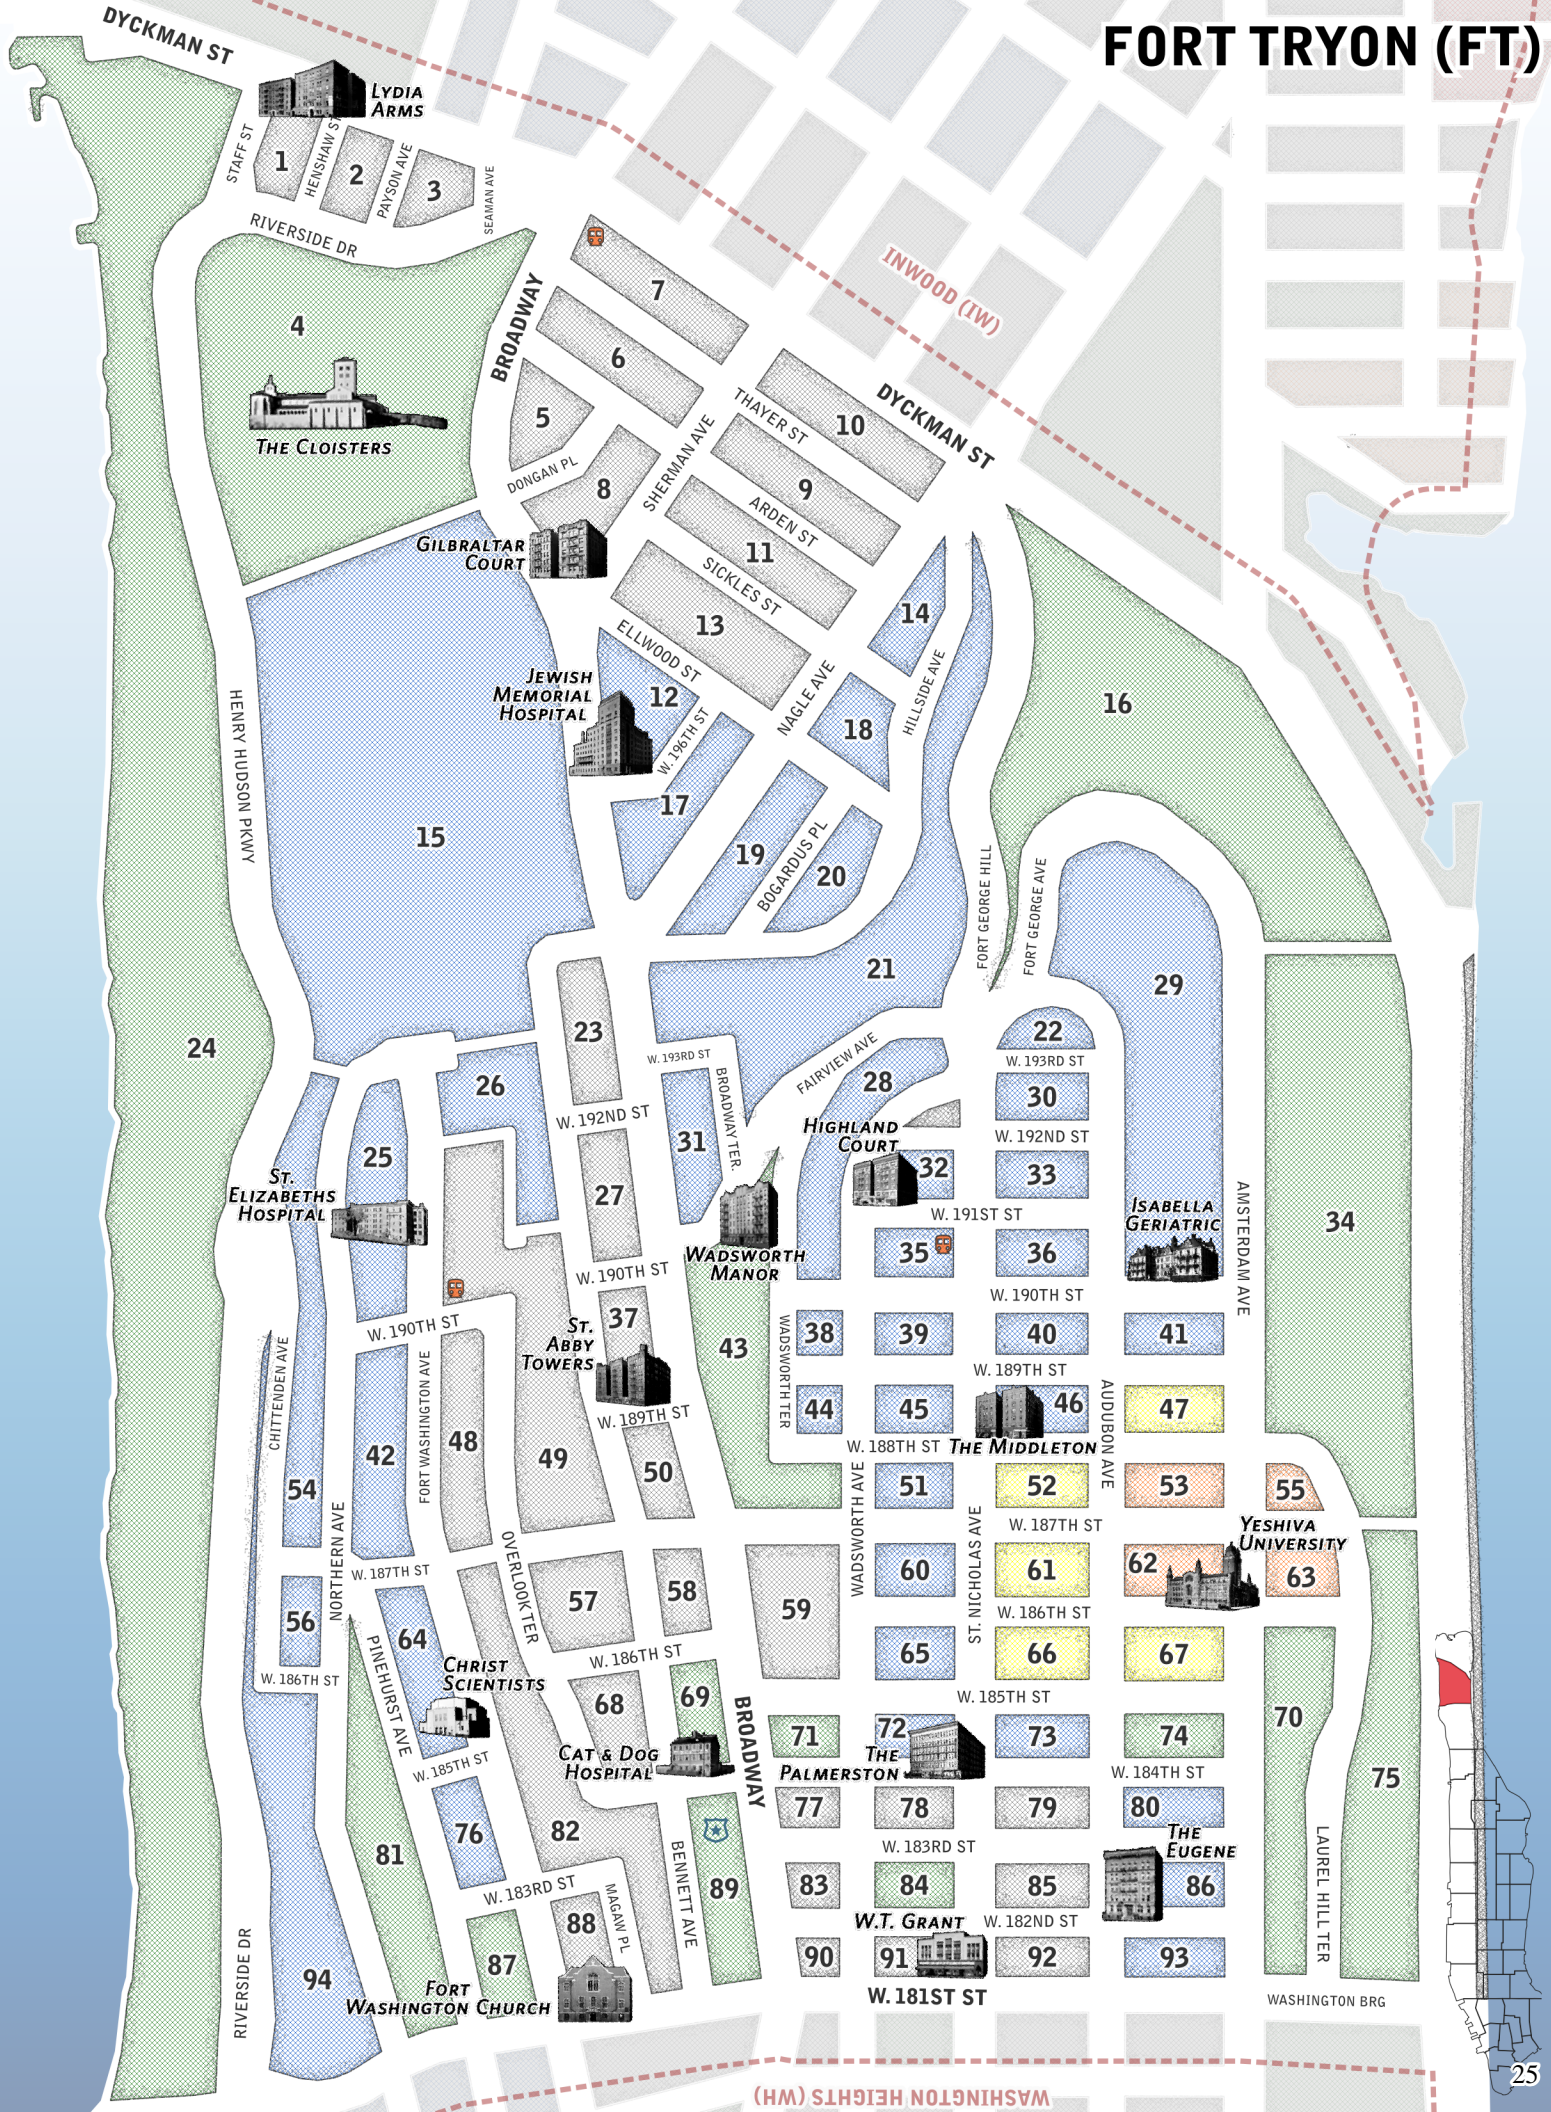 FORT TRYON (FT)
DYCKMAN ST
LYDIA
ARMS
STAFF ST
1
HENSHAW ST
2
PAYSON AVE
3
SEAMAN AVE
RIVERSIDE DR
INWOOD (IW)
4
THE CLOISTERS
BROADWAY
7
6
5
DONGAN PL
8
SHERMAN AVE
THAYER ST
10
DYCKMAN ST
9
ARDEN ST
11
SICKLES ST
13
GILBRALTAR
COURT
ELLWOOD ST
14
HILLSIDE AVE
16
HENRY HUDSON PKWY
JEWISH
MEMORIAL
HOSPITAL
12
W. 196TH ST
NAGLE AVE
18
15
17
19
BOGARDUS PL
20
FORT GEORGE HILL
FORT GEORGE AVE
21
29
24
23
22
W. 193RD ST
W. 193RD ST
FAIRVIEW AVE
26
28
30
BROADWAY TER.
W. 192ND ST
HIGHLAND
COURT
W. 192ND ST
25
31
32
33
ST.
ELIZABETHS
HOSPITAL
27
W. 191ST ST
ISABELLA
GERIATRIC
AMSTERDAM AVE
34
WADSWORTH
MANOR
35
36
W. 190TH ST
W. 190TH ST
W. 190TH ST
37
ST.
ABBY
TOWERS
43
WADSWORTH TER
38
39
40
41
W. 189TH ST
CHITTENDEN AVE
FORT WASHINGTON AVE
W. 189TH ST
44
45
46
AUDUBON AVE
47
42
48
49
W. 188TH ST
THE MIDDLETON
50
54
51
52
53
55
NORTHERN AVE
WADSWORTH AVE
ST. NICHOLAS AVE
W. 187TH ST
YESHIVA
UNIVERSITY
OVERLOOK TER
W. 187TH ST
60
61
62
63
57
58
59
56
W. 186TH ST
64
PINEHURST AVE
W. 186TH ST
CHRIST
SCIENTISTS
65
66
67
W. 186TH ST
W. 185TH ST
68
69
BROADWAY
70
71
72
73
74
CAT & DOG
HOSPITAL
THE
PALMERSTON
W. 185TH ST
W. 184TH ST
75
77
78
79
80
76
82
81
THE
EUGENE
W. 183RD ST
BENNETT AVE
LAUREL HILL TER
83
84
85
86
89
W. 183RD ST
MAGAW PL
88
W.T. GRANT
W. 182ND ST
90
91
92
93
87
94
RIVERSIDE DR
FORT
WASHINGTON CHURCH
W. 181ST ST
WASHINGTON BRG
25
WASHINGTON HEIGHTS (WH)